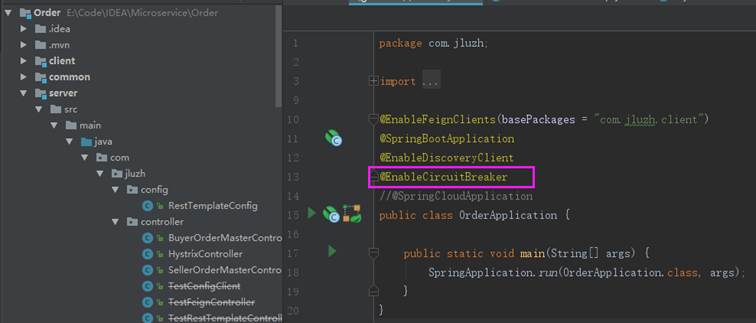 Order E:\Code\IDEA\Microservice\Order
.idea
.mvn
client
common
server
src
main
java
com
jluzh
config
RestTemplateConfig
controller
BuyerOrderMasterContro
HystrixController
SellerOrderMasterContro
TestConfigClient
TestFeignController
TestRestTemplateControl
1 package com.jluzh;
2
3 import ...
9
10 @EnableFeignClients(basePackages = "com.jluzh.client")
11 @SpringBootApplication
12 @EnableDiscoveryClient
13 @EnableCircuitBreaker
14 //@SpringCloudApplication
15 public class OrderApplication {
16
17 public static void main(String[] args) {
18 SpringApplication.run(OrderApplication.class, args);
19 }
20 }